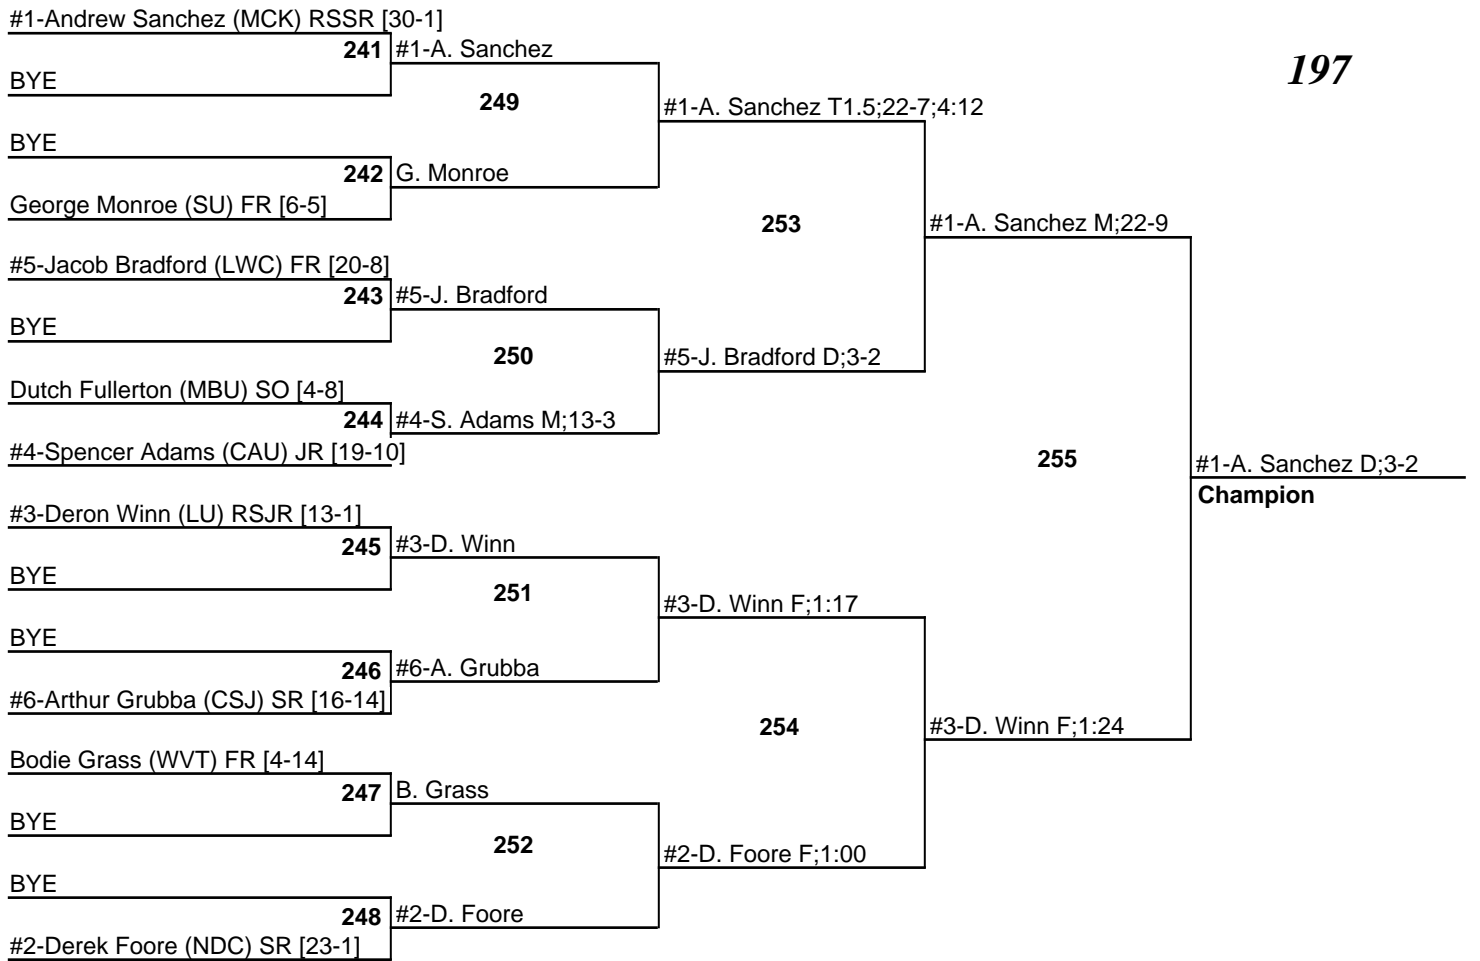 #1-Andrew Sanchez (MCK) RSSR [30-1]
241 #1-A. Sanchez
197
BYE
249
#1-A. Sanchez T1.5;22-7;4:12
BYE
242 G. Monroe
George Monroe (SU) FR [6-5]
253
#1-A. Sanchez M;22-9
#5-Jacob Bradford (LWC) FR [20-8]
243 #5-J. Bradford
BYE
250
#5-J. Bradford D;3-2
Dutch Fullerton (MBU) SO [4-8]
244 #4-S. Adams M;13-3
#4-Spencer Adams (CAU) JR [19-10]
255
#1-A. Sanchez D;3-2
Champion
#3-Deron Winn (LU) RSJR [13-1]
245 #3-D. Winn
BYE
251
#3-D. Winn F;1:17
BYE
246 #6-A. Grubba
#6-Arthur Grubba (CSJ) SR [16-14]
254
#3-D. Winn F;1:24
Bodie Grass (WVT) FR [4-14]
247 B. Grass
BYE
252
#2-D. Foore F;1:00
BYE
248 #2-D. Foore
#2-Derek Foore (NDC) SR [23-1]